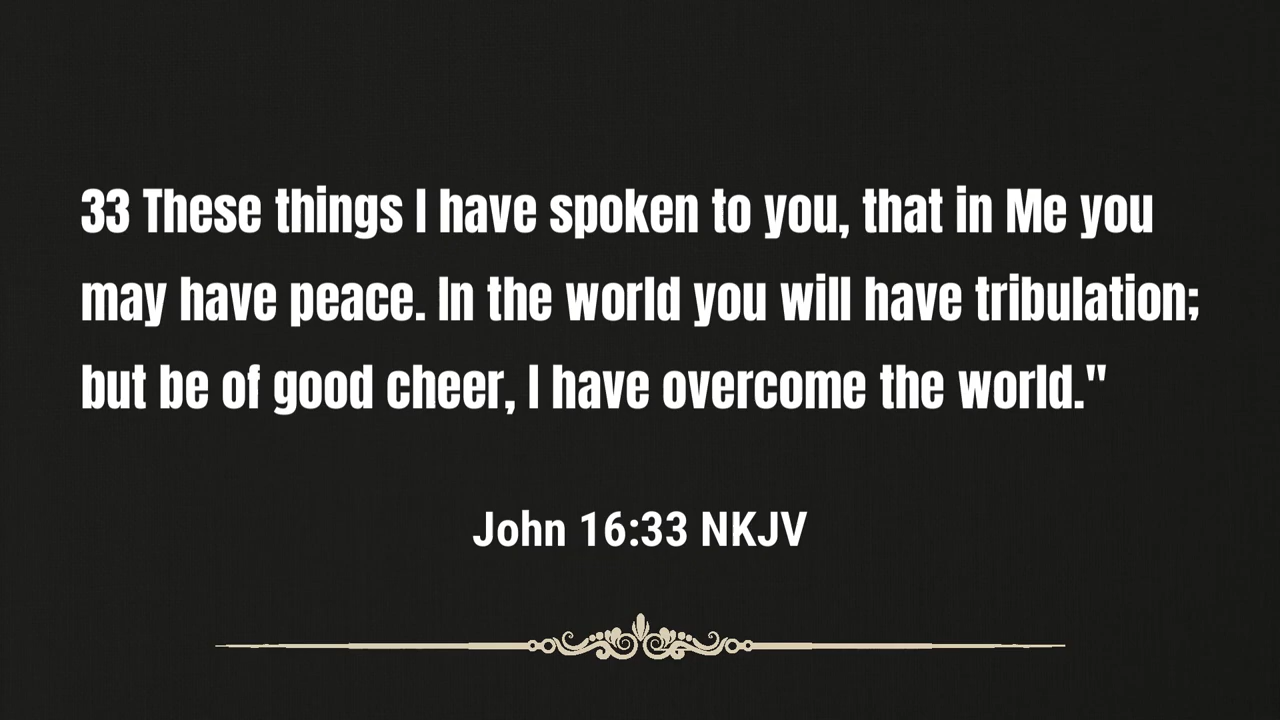 33 These things I have spoken to you, that in Me you
may have peace. In the world you will have tribulation;
but be of good cheer, I have overcome the world."
John 16:33 NKJV